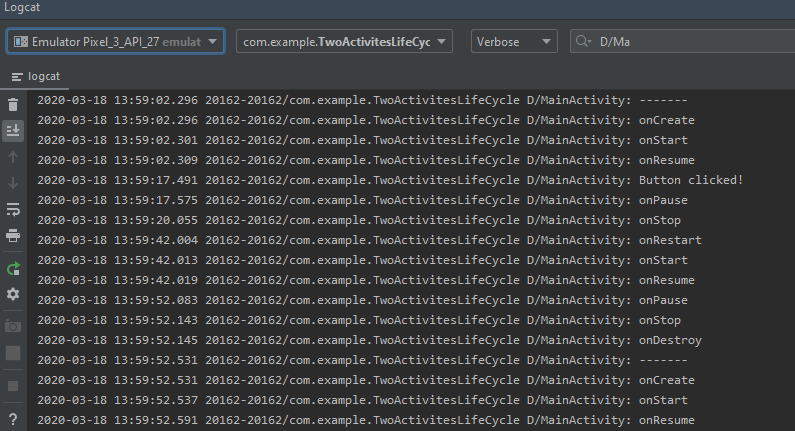 Logcat
Emulator Pixel_3_API_27 emulat com.example.TwoActivitesLifeCyc Verbose D/Ma
logcat
2020-03-18 13:59:02.296 20162-20162/com.example.TwoActivitesLifeCycle D/MainActivity: -------
2020-03-18 13:59:02.296 20162-20162/com.example.TwoActivitesLifeCycle D/MainActivity: onCreate
2020-03-18 13:59:02.301 20162-20162/com.example.TwoActivitesLifeCycle D/MainActivity: onStart
2020-03-18 13:59:02.309 20162-20162/com.example.TwoActivitesLifeCycle D/MainActivity: onResume
2020-03-18 13:59:17.491 20162-20162/com.example.TwoActivitesLifeCycle D/MainActivity: Button clicked!
2020-03-18 13:59:17.575 20162-20162/com.example.TwoActivitesLifeCycle D/MainActivity: onPause
2020-03-18 13:59:20.055 20162-20162/com.example.TwoActivitesLifeCycle D/MainActivity: onStop
2020-03-18 13:59:42.004 20162-20162/com.example.TwoActivitesLifeCycle D/MainActivity: onRestart
2020-03-18 13:59:42.013 20162-20162/com.example.TwoActivitesLifeCycle D/MainActivity: onStart
2020-03-18 13:59:42.019 20162-20162/com.example.TwoActivitesLifeCycle D/MainActivity: onResume
2020-03-18 13:59:52.083 20162-20162/com.example.TwoActivitesLifeCycle D/MainActivity: onPause
2020-03-18 13:59:52.143 20162-20162/com.example.TwoActivitesLifeCycle D/MainActivity: onStop
2020-03-18 13:59:52.145 20162-20162/com.example.TwoActivitesLifeCycle D/MainActivity: onDestroy
2020-03-18 13:59:52.531 20162-20162/com.example.TwoActivitesLifeCycle D/MainActivity: -------
2020-03-18 13:59:52.531 20162-20162/com.example.TwoActivitesLifeCycle D/MainActivity: onCreate
2020-03-18 13:59:52.537 20162-20162/com.example.TwoActivitesLifeCycle D/MainActivity: onStart
2020-03-18 13:59:52.591 20162-20162/com.example.TwoActivitesLifeCycle D/MainActivity: onResume